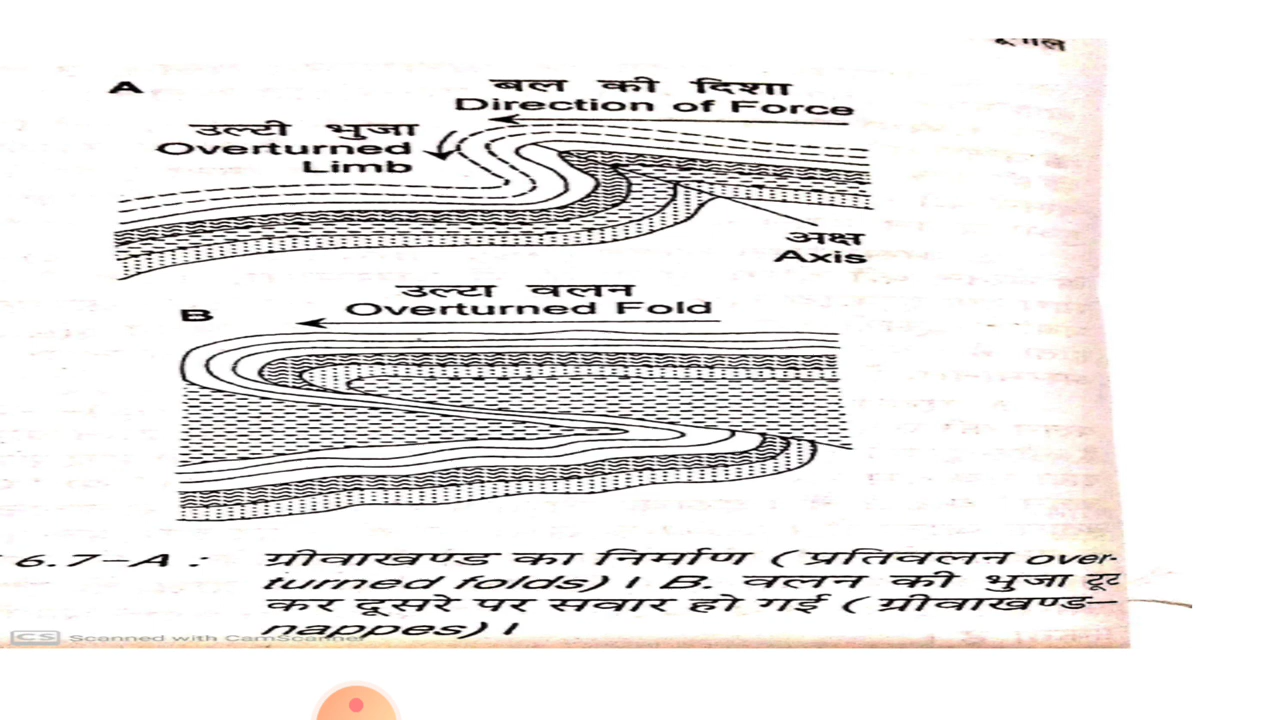 A
बल की दिशा
Direction of Force
उल्टी भुजा
Overturned
Limb
अक्ष
Axis
उल्टा वलन
B
Overturned Fold
6.7–A : ग्रीवाखण्ड का निर्माण ( प्रतिवलन over-
turned folds) । B. वलन की भुजा टूट
कर दूसरे पर सवार हो गई ( ग्रीवाखण्ड–
nappes) ।
CS Scanned with CamScanner